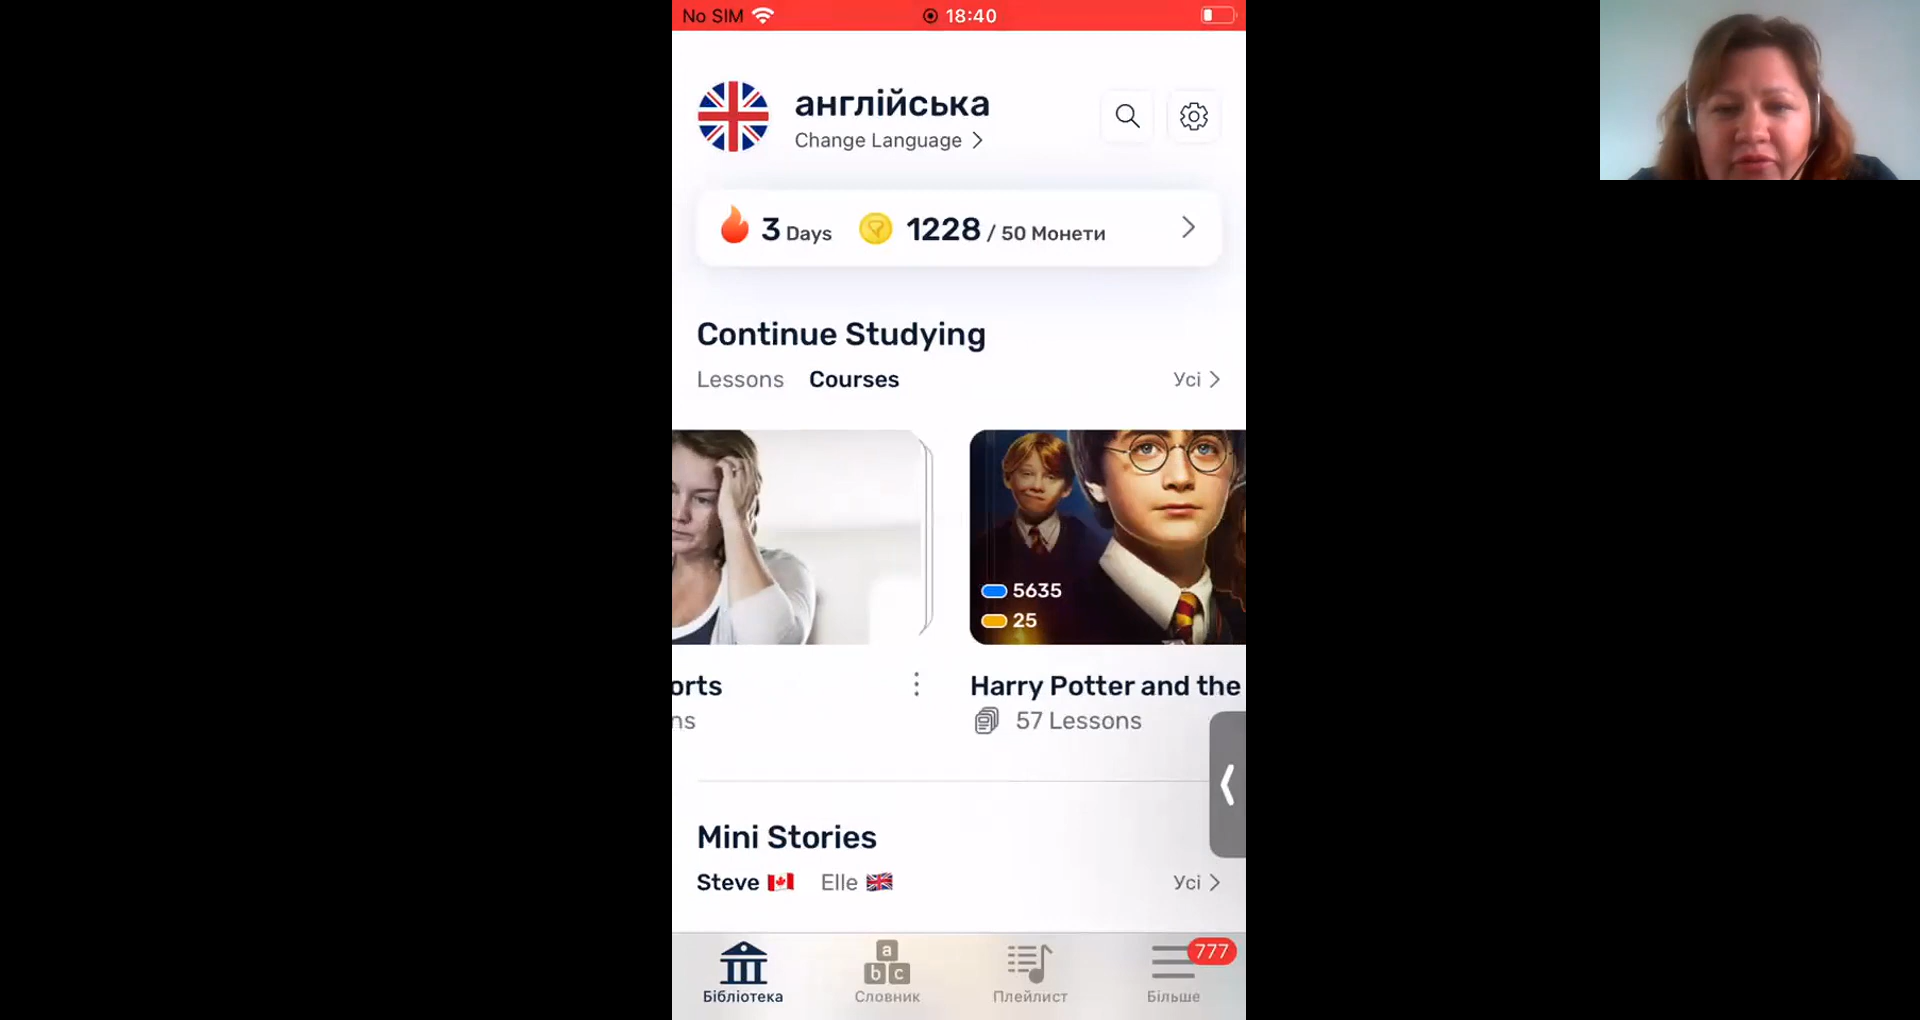 No SIM 18:40
англійська
Change Language
3 Days 1228 / 50 Монети
Continue Studying
Lessons Courses Усі
5635
25
orts Harry Potter and the
ns 57 Lessons
Mini Stories
Steve Elle Усі
a
b c
777
Бібліотека Словник Плейлист Більше